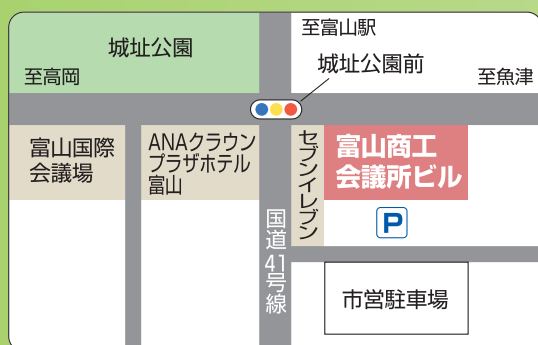 至富山駅
城址公園
城址公園前
至高岡
至魚津
富山国際
会議場
ANAクラウン
プラザホテル
富山
セブンイレブン
富山商工
会議所ビル
P
国道41号線
市営駐車場